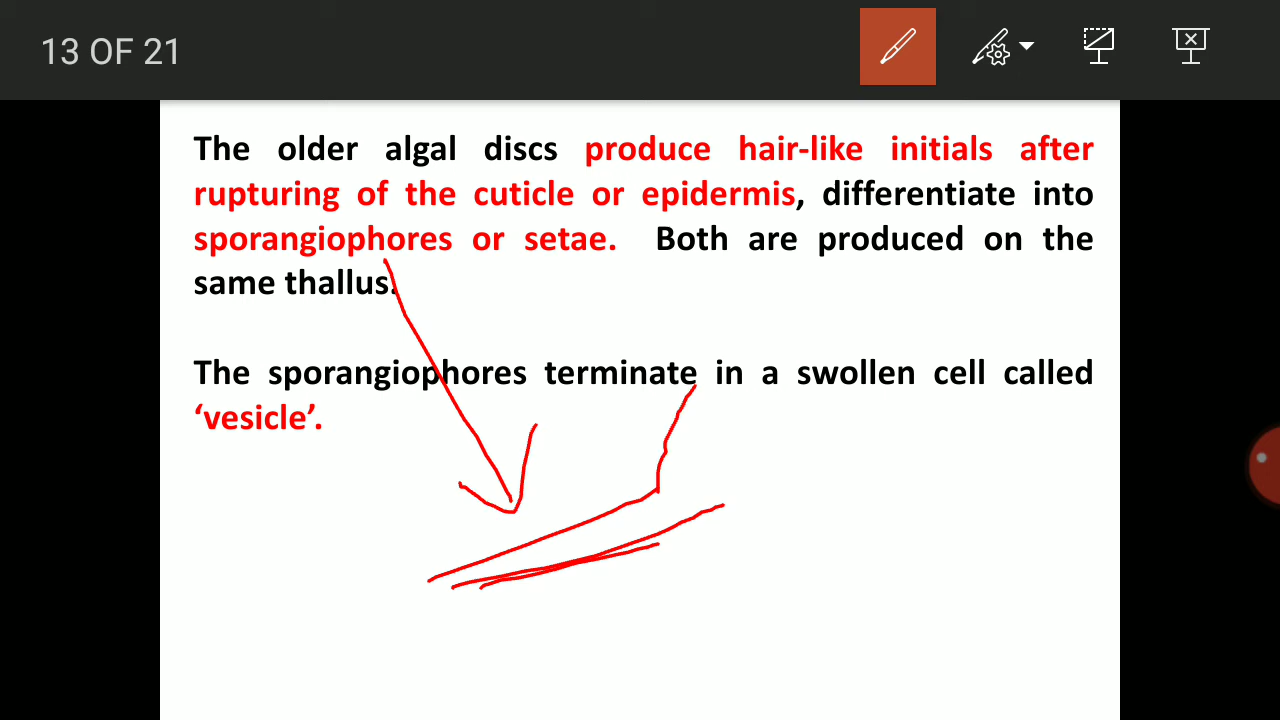 13 OF 21
The older algal discs produce hair-like initials after
rupturing of the cuticle or epidermis, differentiate into
sporangiophores or setae. Both are produced on the
same thallus.
The sporangiophores terminate in a swollen cell called
‘vesicle’.